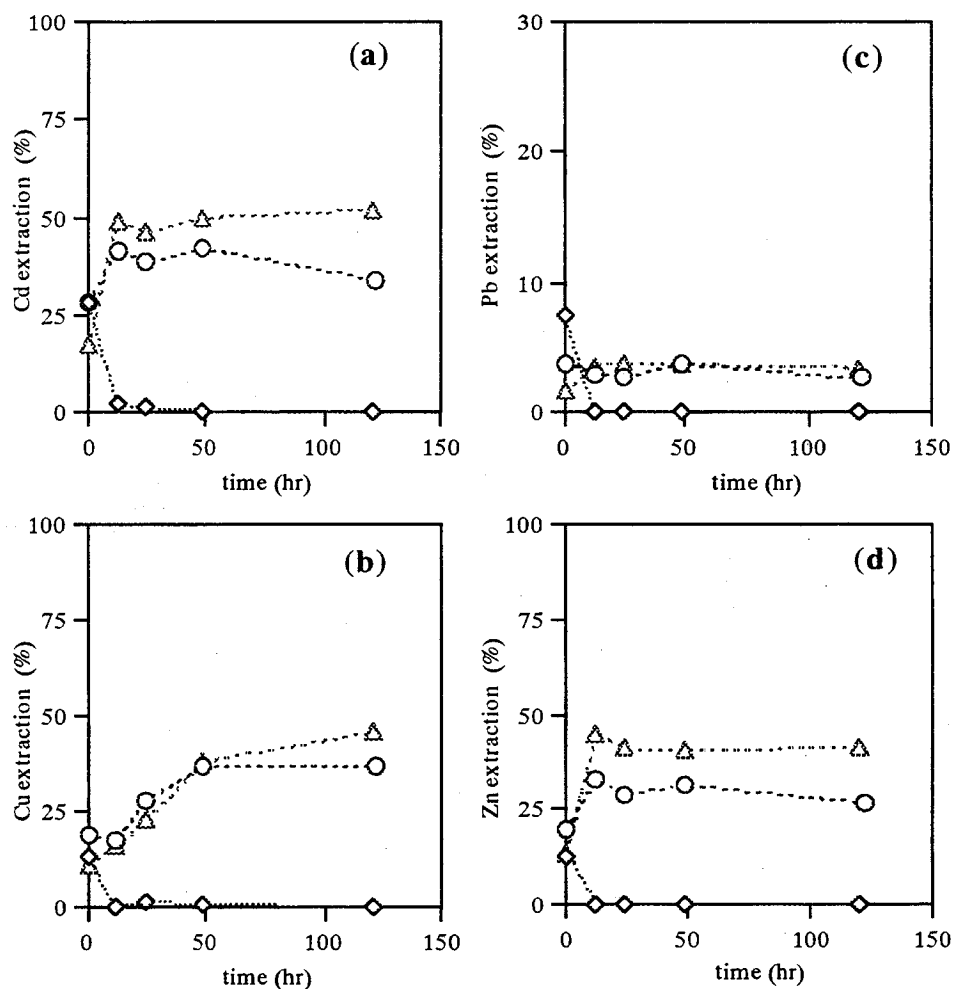 (a)
Cd extraction (%)
100
75
50
25
0
0 50 100 150
time (hr)
(c)
Pb extraction (%)
30
20
10
0
0 50 100 150
time (hr)
(b)
Cu extraction (%)
100
75
50
25
0
0 50 100 150
time (hr)
(d)
Zn extraction (%)
100
75
50
25
0
0 50 100 150
time (hr)